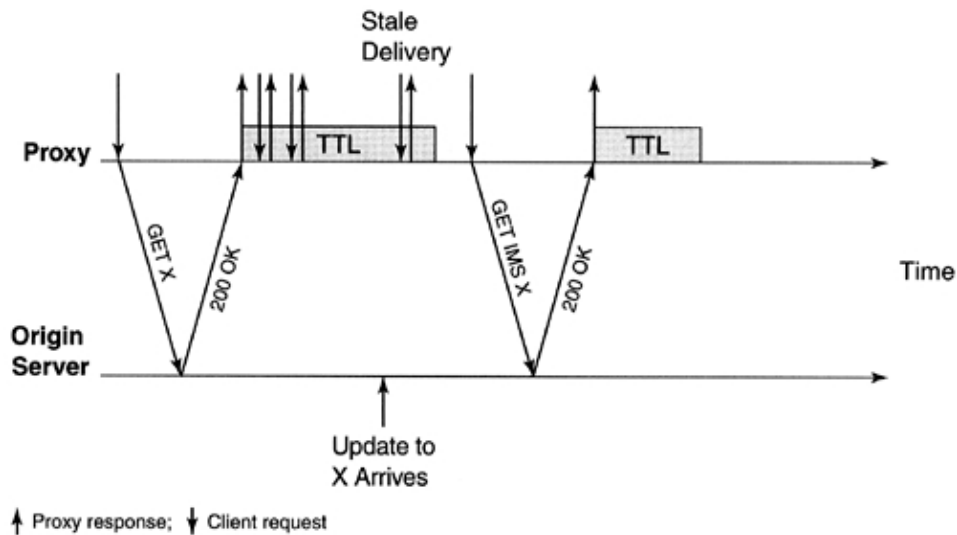 Stale
Delivery
TTL
TTL
Proxy
GET X
200 OK
GET IMS X
200 OK
Time
Origin
Server
Update to
X Arrives
Proxy response; Client request